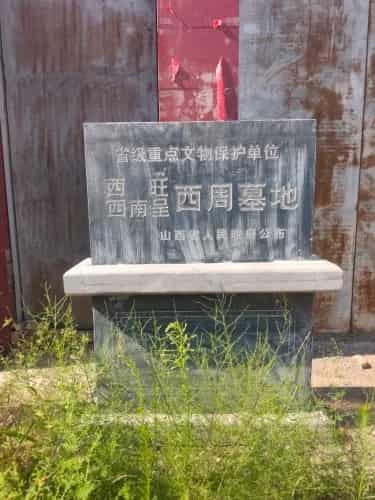 省级重点文物保护单位
西旺
西南呈
西周墓地
山西省人民政府公布